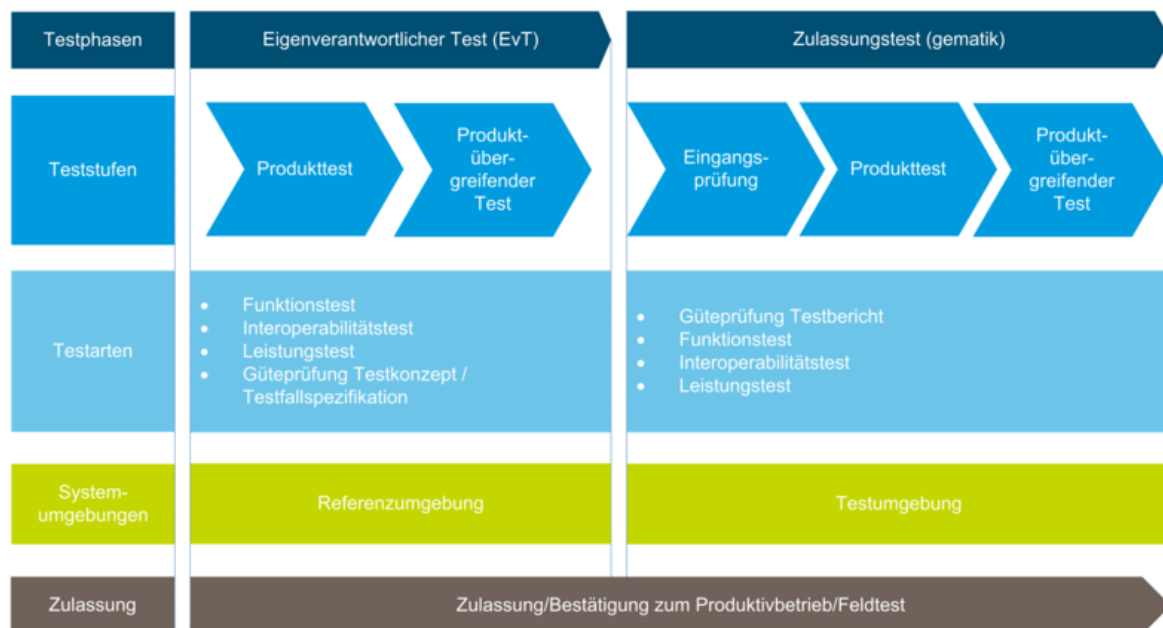 Testphasen
Eigenverantwortlicher Test (EvT)
Zulassungstest (gematik)
Teststufen
Produkttest
Produkt-
über-
greifender
Test
Eingangs-
prüfung
Produkttest
Produkt-
über-
greifender
Test
Testarten
• Funktionstest
• Interoperabilitätstest
• Leistungstest
• Güteprüfung Testkonzept /
Testfallspezifikation
• Güteprüfung Testbericht
• Funktionstest
• Interoperabilitätstest
• Leistungstest
System-
umgebungen
Referenzumgebung
Testumgebung
Zulassung
Zulassung/Bestätigung zum Produktivbetrieb/Feldtest